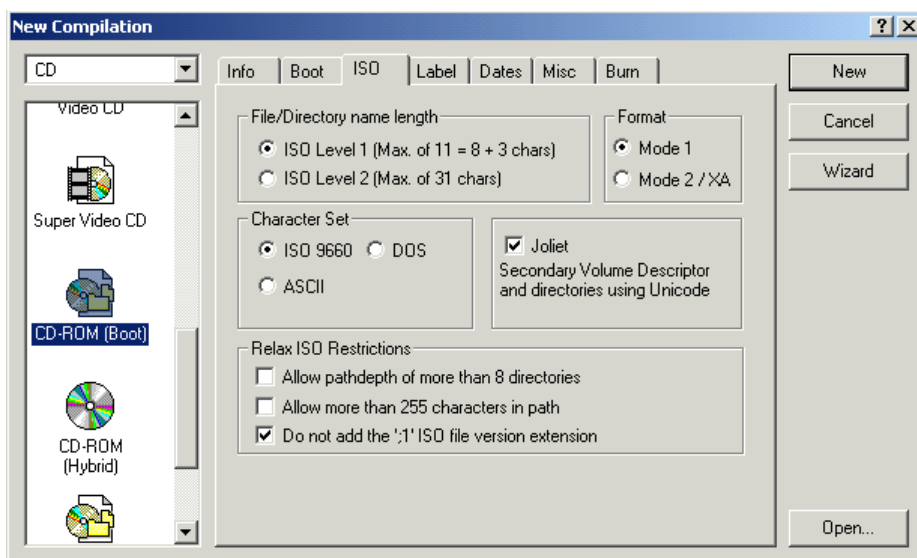 New Compilation
CD
Info Boot ISO Label Dates Misc Burn
New
Cancel
Wizard
Open...
Video CD
Super Video CD
CD-ROM (Boot)
CD-ROM
(Hybrid)
File/Directory name length
ISO Level 1 (Max. of 11 = 8 + 3 chars)
ISO Level 2 (Max. of 31 chars)
Format
Mode 1
Mode 2 / XA
Character Set
ISO 9660 DOS
ASCII
Joliet
Secondary Volume Descriptor
and directories using Unicode
Relax ISO Restrictions
Allow pathdepth of more than 8 directories
Allow more than 255 characters in path
Do not add the ';1' ISO file version extension